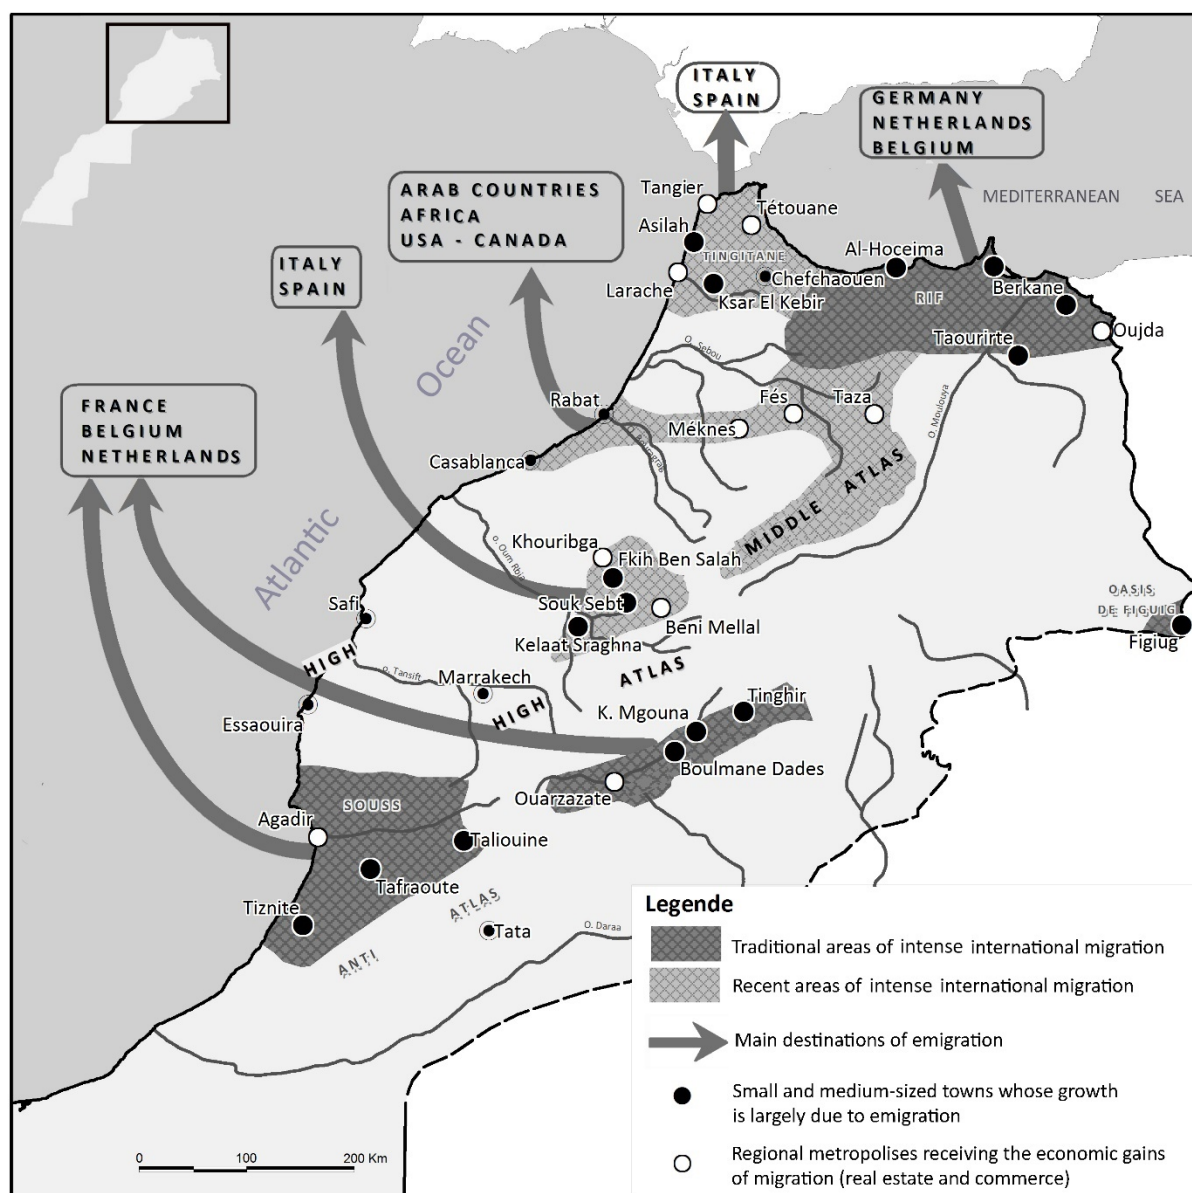 ITALY
SPAIN
GERMANY
NETHERLANDS
BELGIUM
ARAB COUNTRIES
AFRICA
USA - CANADA
MEDITERRANEAN SEA
Tangier
Tétouane
Asilah
TINGITANE
Al-Hoceima
ITALY
SPAIN
Larache
Chefchaouen
Ksar El Kebir
RIF
Berkane
Oujda
Taourirte
Ocean
O. Sebou
FRANCE
BELGIUM
NETHERLANDS
Rabat
Fés
Taza
O. Moulouya
Méknes
Casablanca
MIDDLE ATLAS
Atlantic
o. Oum Rbia
Khouribga
Fkih Ben Salah
Souk Sebt
Beni Mellal
Kelaat Sraghna
OASIS
DE FIGUIG
Figiug
Safi
HIGH
ATLAS
o. Tansift
Marrakech
HIGH
Essaouira
Tinghir
K. Mgouna
Boulmane Dades
Ouarzazate
SOUSS
Agadir
Taliouine
Tafraoute
Tiznite
ATLAS
ANTI
Tata
O. Daraa
Legende
Traditional areas of intense international migration
Recent areas of intense international migration
Main destinations of emigration
Small and medium-sized towns whose growth
is largely due to emigration
Regional metropolises receiving the economic gains
of migration (real estate and commerce)
0 100 200 Km